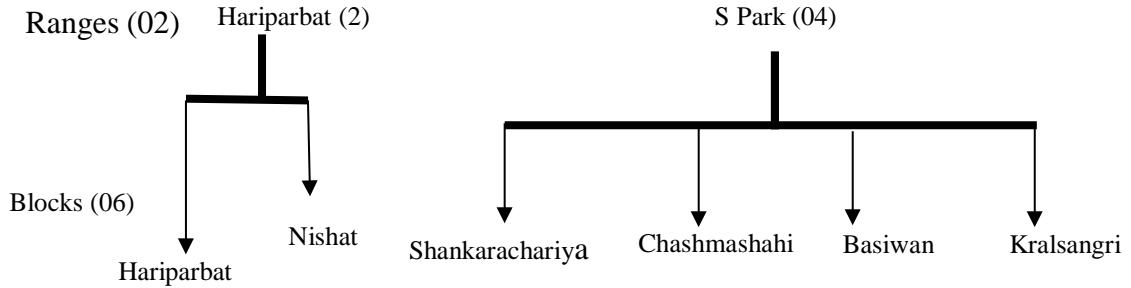 Ranges (02) Hariparbat (2) S Park (04)
Blocks (06)
Hariparbat Nishat Shankarachariya Chashmashahi Basiwan Kralsangri